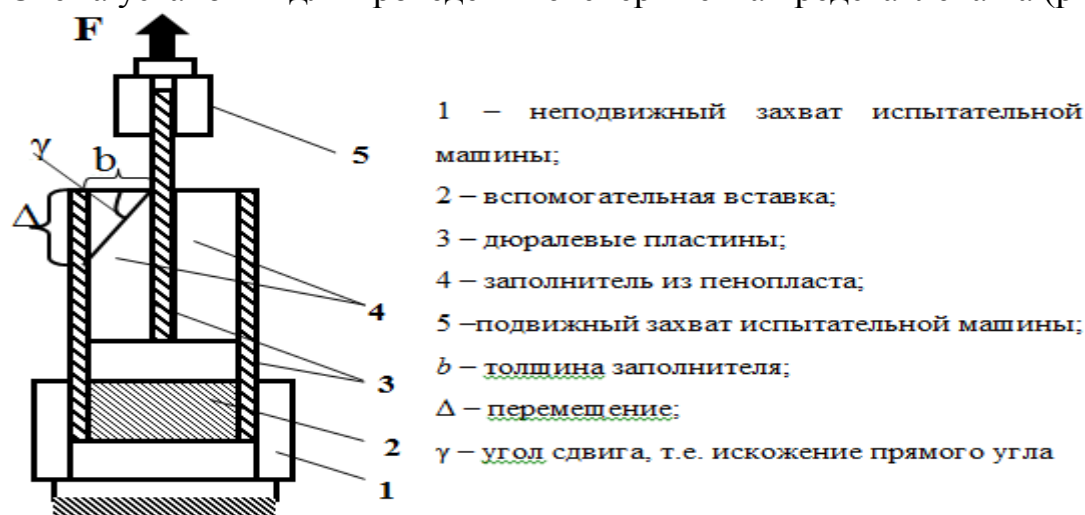 F
γ
b
Δ
5
4
3
2
1
1 – неподвижный захват испытательной
машины;
2 – вспомогательная вставка;
3 – дюралевые пластины;
4 – заполнитель из пенопласта;
5 –подвижный захват испытательной машины;
b – толщина заполнителя;
Δ – перемещение;
γ – угол сдвига, т.е. искажение прямого угла